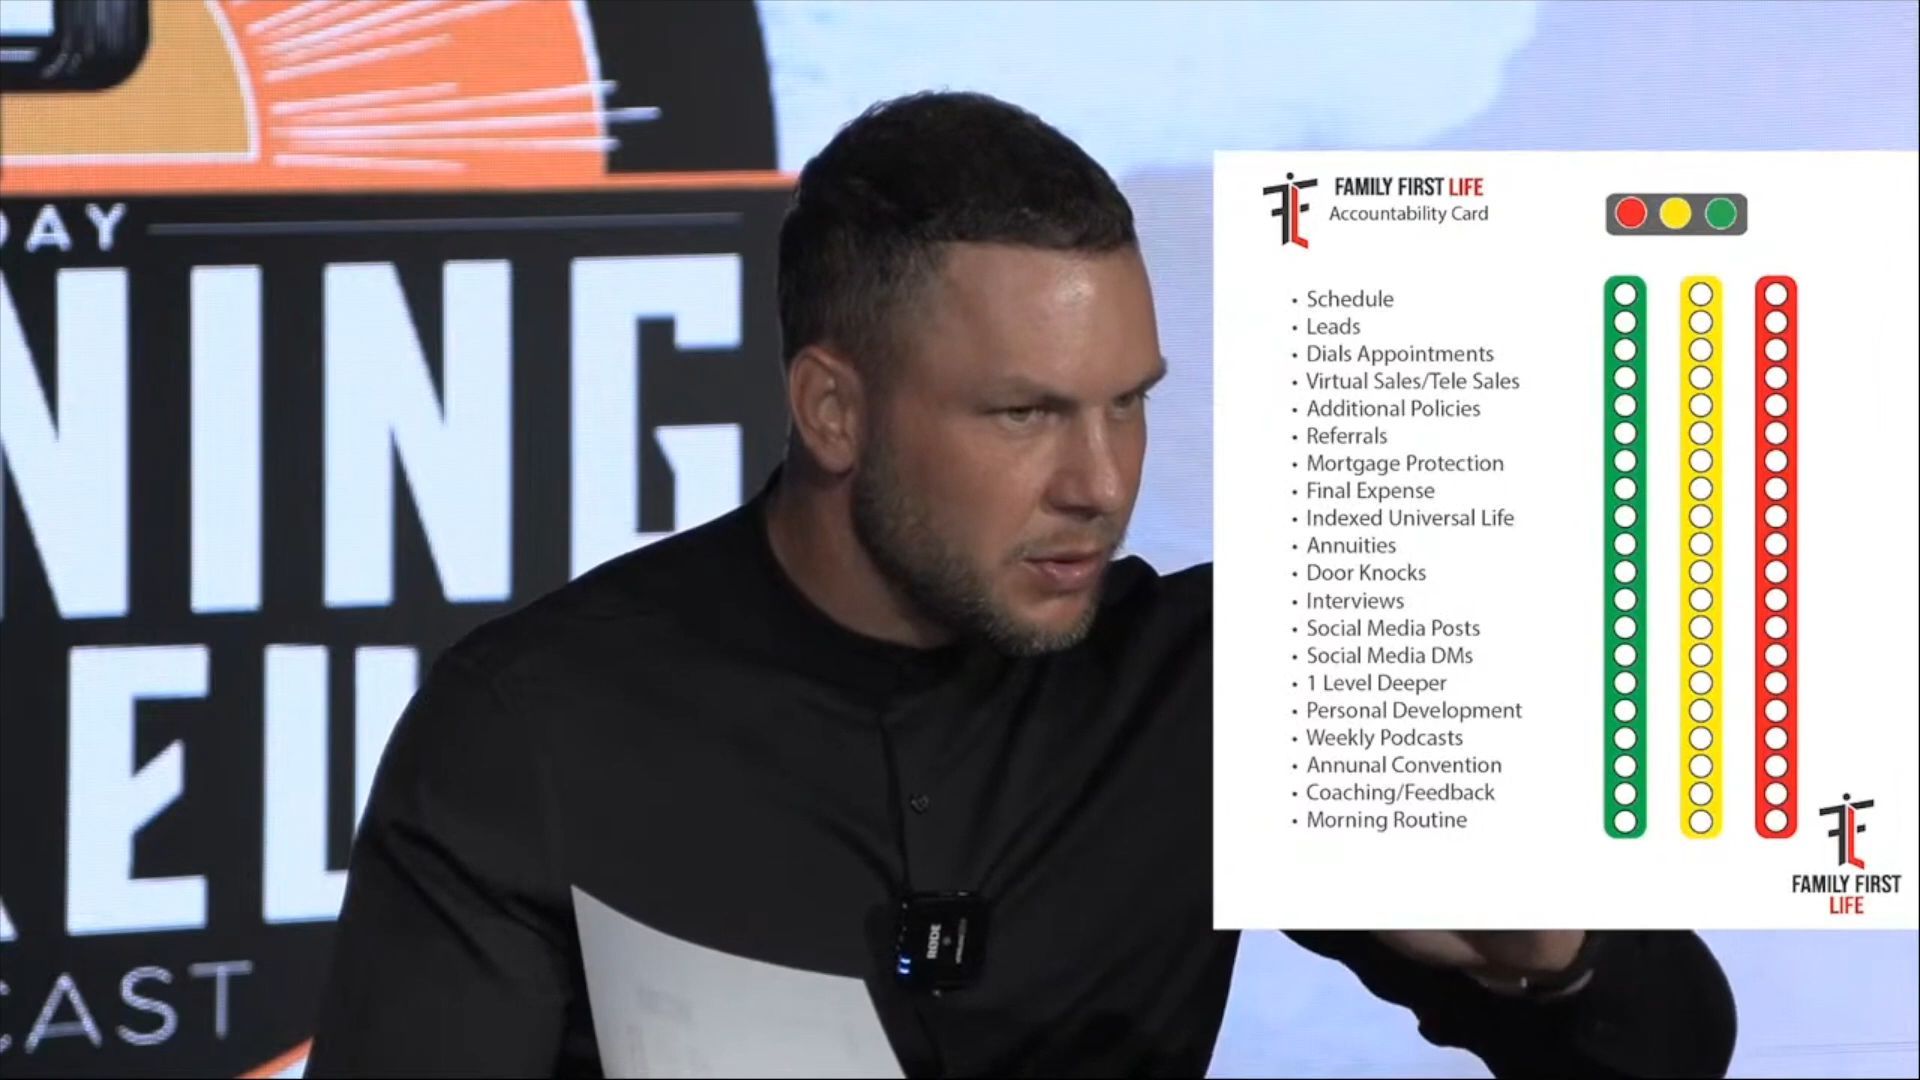 DAY
NING
CAST
RØDE
FAMILY FIRST LIFE
Accountability Card
• Schedule
• Leads
• Dials Appointments
• Virtual Sales/Tele Sales
• Additional Policies
• Referrals
• Mortgage Protection
• Final Expense
• Indexed Universal Life
• Annuities
• Door Knocks
• Interviews
• Social Media Posts
• Social Media DMs
• 1 Level Deeper
• Personal Development
• Weekly Podcasts
• Annunal Convention
• Coaching/Feedback
• Morning Routine
FAMILY FIRST
LIFE